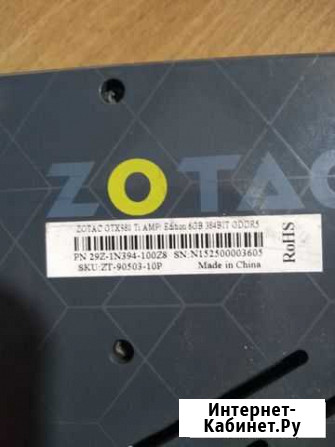 ZOTAC
ZOTAC GTX980 Ti AMP! Edition 6GB 384BIT GDDR5
PN 29Z-1N394-100Z8 SN:N152500003605
SKU:ZT-90503-10P Made in China
RoHS
Интернет-
Кабинет.Ру